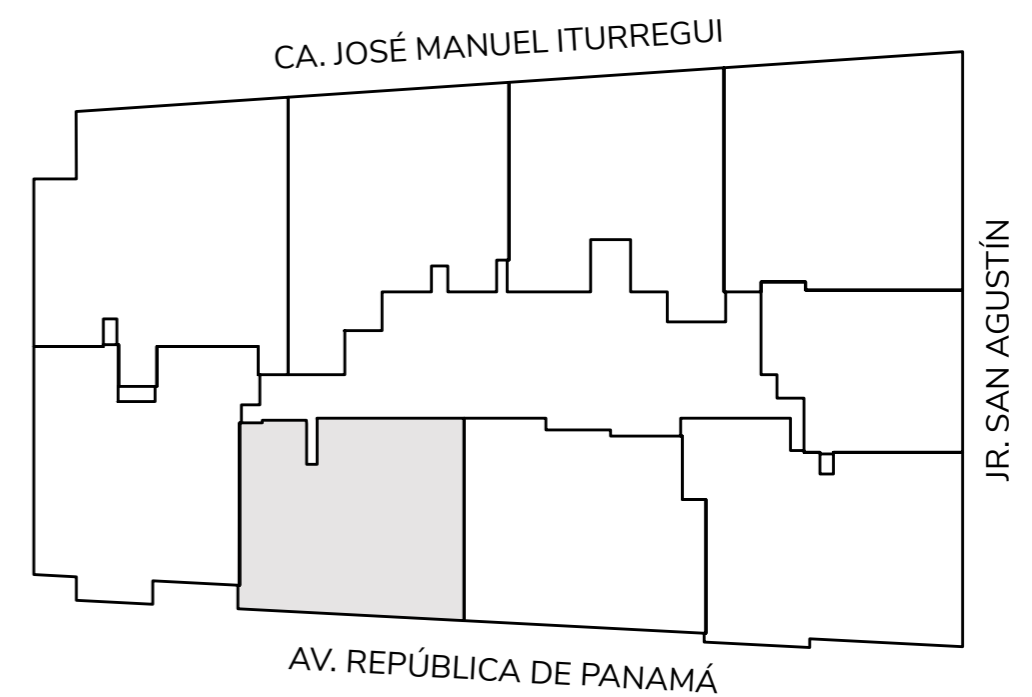 CA. JOSÉ MANUEL ITURREGUI
JR. SAN AGUSTÍN
AV. REPÚBLICA DE PANAMÁ